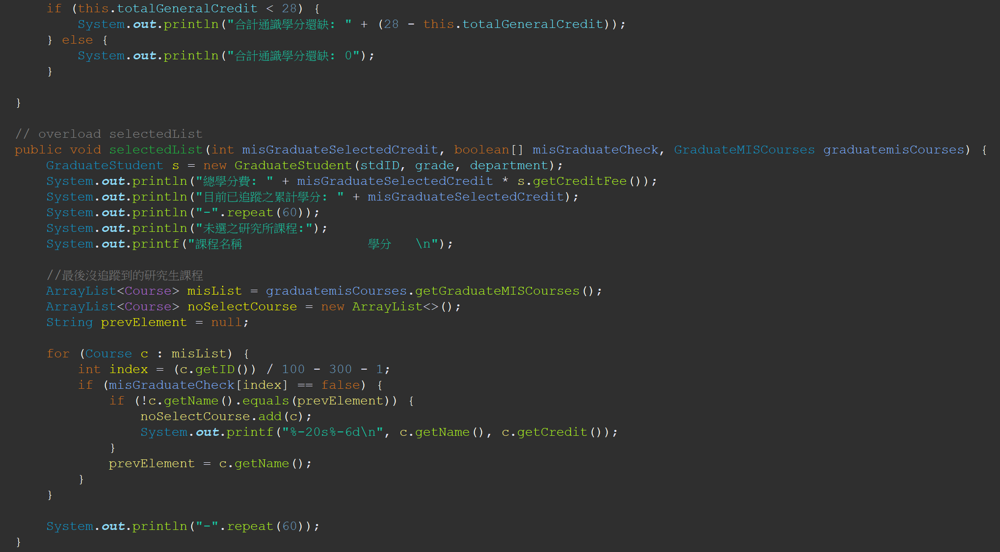 if (this.totalGeneralCredit < 28) {
System.out.println("合計通識學分還缺: " + (28 - this.totalGeneralCredit));
} else {
System.out.println("合計通識學分還缺: 0");
}
}
// overload selectedList
public void selectedList(int misGraduateSelectedCredit, boolean[] misGraduateCheck, GraduateMISCourses graduatemisCourses) {
GraduateStudent s = new GraduateStudent(stdID, grade, department);
System.out.println("總學分費: " + misGraduateSelectedCredit * s.getCreditFee());
System.out.println("目前已追蹤之累計學分: " + misGraduateSelectedCredit);
System.out.println("-".repeat(60));
System.out.println("未選之研究所課程:");
System.out.printf("課程名稱                學分   \n");
//最後沒追蹤到的研究生課程
ArrayList<Course> misList = graduatemisCourses.getGraduateMISCourses();
ArrayList<Course> noSelectCourse = new ArrayList<>();
String prevElement = null;
for (Course c : misList) {
int index = (c.getID()) / 100 - 300 - 1;
if (misGraduateCheck[index] == false) {
if (!c.getName().equals(prevElement)) {
noSelectCourse.add(c);
System.out.printf("%-20s%-6d\n", c.getName(), c.getCredit());
}
prevElement = c.getName();
}
}
System.out.println("-".repeat(60));
}